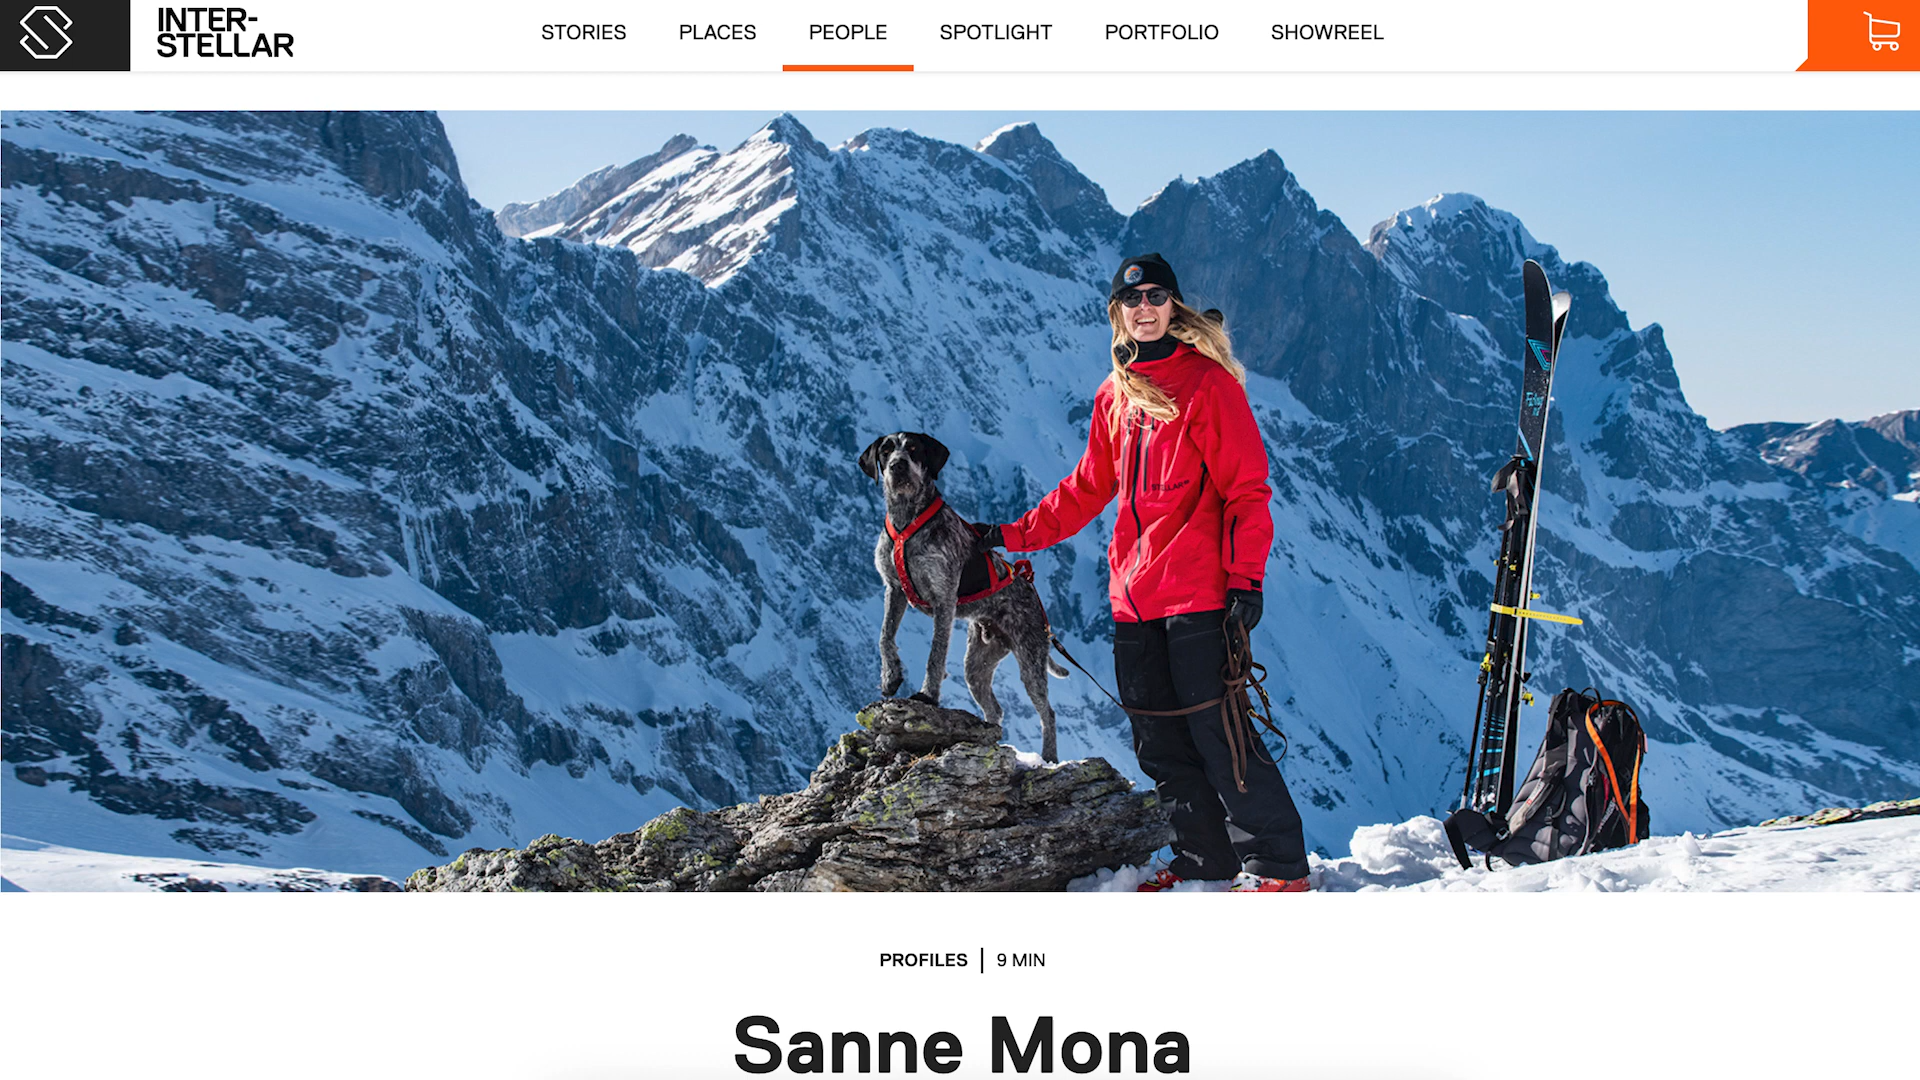 INTER-
STELLAR
STORIES PLACES PEOPLE SPOTLIGHT PORTFOLIO SHOWREEL
PROFILES | 9 MIN
Sanne Mona